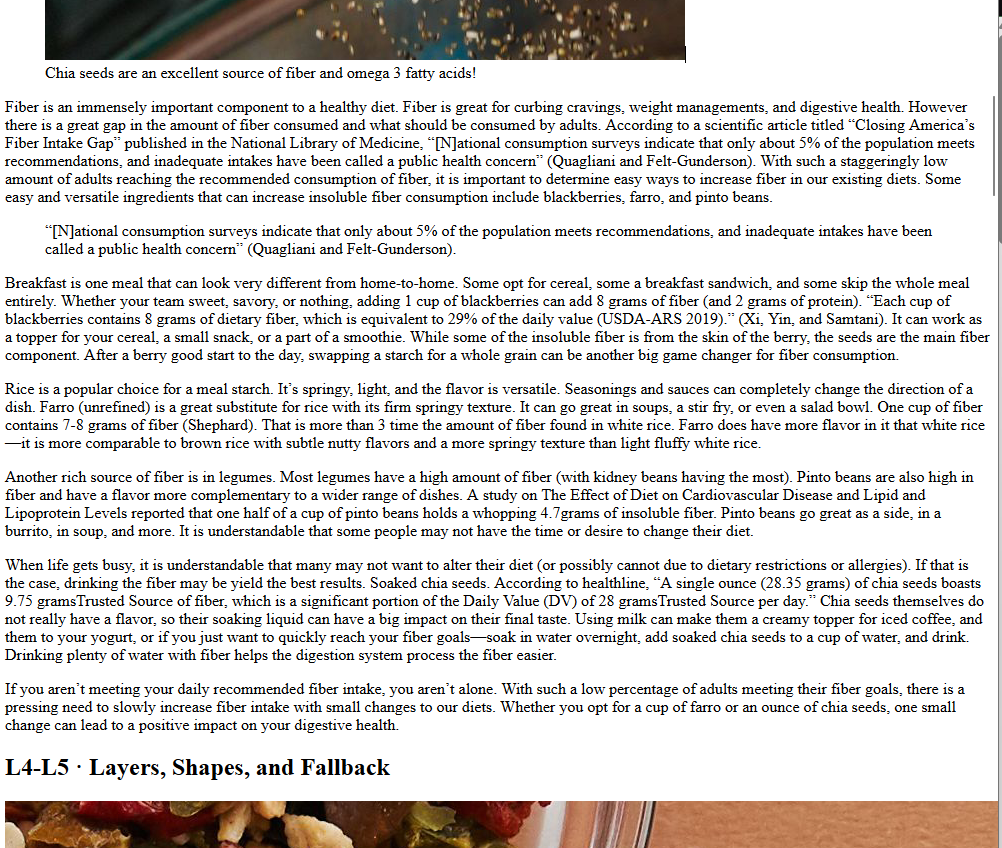 Chia seeds are an excellent source of fiber and omega 3 fatty acids!
Fiber is an immensely important component to a healthy diet. Fiber is great for curbing cravings, weight managements, and digestive health. However
there is a great gap in the amount of fiber consumed and what should be consumed by adults. According to a scientific article titled “Closing America’s
Fiber Intake Gap” published in the National Library of Medicine, “[N]ational consumption surveys indicate that only about 5% of the population meets
recommendations, and inadequate intakes have been called a public health concern” (Quagliani and Felt-Gunderson). With such a staggeringly low
amount of adults reaching the recommended consumption of fiber, it is important to determine easy ways to increase fiber in our existing diets. Some
easy and versatile ingredients that can increase insoluble fiber consumption include blackberries, farro, and pinto beans.
“[N]ational consumption surveys indicate that only about 5% of the population meets recommendations, and inadequate intakes have been
called a public health concern” (Quagliani and Felt-Gunderson).
Breakfast is one meal that can look very different from home-to-home. Some opt for cereal, some a breakfast sandwich, and some skip the whole meal
entirely. Whether your team sweet, savory, or nothing, adding 1 cup of blackberries can add 8 grams of fiber (and 2 grams of protein). “Each cup of
blackberries contains 8 grams of dietary fiber, which is equivalent to 29% of the daily value (USDA-ARS 2019).” (Xi, Yin, and Samtani). It can work as
a topper for your cereal, a small snack, or a part of a smoothie. While some of the insoluble fiber is from the skin of the berry, the seeds are the main fiber
component. After a berry good start to the day, swapping a starch for a whole grain can be another big game changer for fiber consumption.
Rice is a popular choice for a meal starch. It’s springy, light, and the flavor is versatile. Seasonings and sauces can completely change the direction of a
dish. Farro (unrefined) is a great substitute for rice with its firm springy texture. It can go great in soups, a stir fry, or even a salad bowl. One cup of fiber
contains 7-8 grams of fiber (Shephard). That is more than 3 time the amount of fiber found in white rice. Farro does have more flavor in it that white rice
—it is more comparable to brown rice with subtle nutty flavors and a more springy texture than light fluffy white rice.
Another rich source of fiber is in legumes. Most legumes have a high amount of fiber (with kidney beans having the most). Pinto beans are also high in
fiber and have a flavor more complementary to a wider range of dishes. A study on The Effect of Diet on Cardiovascular Disease and Lipid and
Lipoprotein Levels reported that one half of a cup of pinto beans holds a whopping 4.7grams of insoluble fiber. Pinto beans go great as a side, in a
burrito, in soup, and more. It is understandable that some people may not have the time or desire to change their diet.
When life gets busy, it is understandable that many may not want to alter their diet (or possibly cannot due to dietary restrictions or allergies). If that is
the case, drinking the fiber may be yield the best results. Soaked chia seeds. According to healthline, “A single ounce (28.35 grams) of chia seeds boasts
9.75 gramsTrusted Source of fiber, which is a significant portion of the Daily Value (DV) of 28 gramsTrusted Source per day.” Chia seeds themselves do
not really have a flavor, so their soaking liquid can have a big impact on their final taste. Using milk can make them a creamy topper for iced coffee, and
them to your yogurt, or if you just want to quickly reach your fiber goals—soak in water overnight, add soaked chia seeds to a cup of water, and drink.
Drinking plenty of water with fiber helps the digestion system process the fiber easier.
If you aren’t meeting your daily recommended fiber intake, you aren’t alone. With such a low percentage of adults meeting their fiber goals, there is a
pressing need to slowly increase fiber intake with small changes to our diets. Whether you opt for a cup of farro or an ounce of chia seeds, one small
change can lead to a positive impact on your digestive health.
L4-L5 · Layers, Shapes, and Fallback